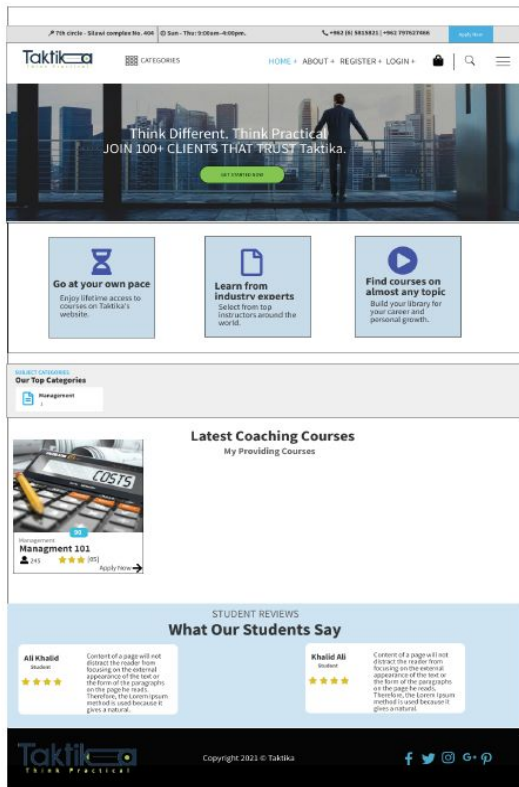 7th circle - Silawi complex No. 404
Sun - Thu: 9:00am-4:00pm.
+962 (6) 5815821 | +962 797627466
Apply Now
Taktika
Think Practical
CATEGORIES
HOME + ABOUT + REGISTER + LOGIN +
Think Different. Think Practical
JOIN 100+ CLIENTS THAT TRUST Taktika.
GET STARTED NOW
Go at your own pace
Enjoy lifetime access to
courses on Taktika's
website.
Learn from
industry experts
Select from top
instructors around the
world.
Find courses on
almost any topic
Build your library for
your career and
personal growth.
SUBJECT CATEGORIES
Our Top Categories
Management
Latest Coaching Courses
My Providing Courses
COSTS
Management
Managment 101
245
(05)
Apply Now
STUDENT REVIEWS
What Our Students Say
Ali Khalid
Student
Content of a page will not
distract the reader from
focusing on the external
appearance of the text or
the form of the paragraphs
on the page he reads.
Therefore, the Lorem Ipsum
method is used because it
gives a natural.
Khalid Ali
Student
Content of a page will not
distract the reader from
focusing on the external
appearance of the text or
the form of the paragraphs
on the page he reads.
Therefore, the Lorem Ipsum
method is used because it
gives a natural.
Taktika
Think Practical
Copyright 2021 © Taktika